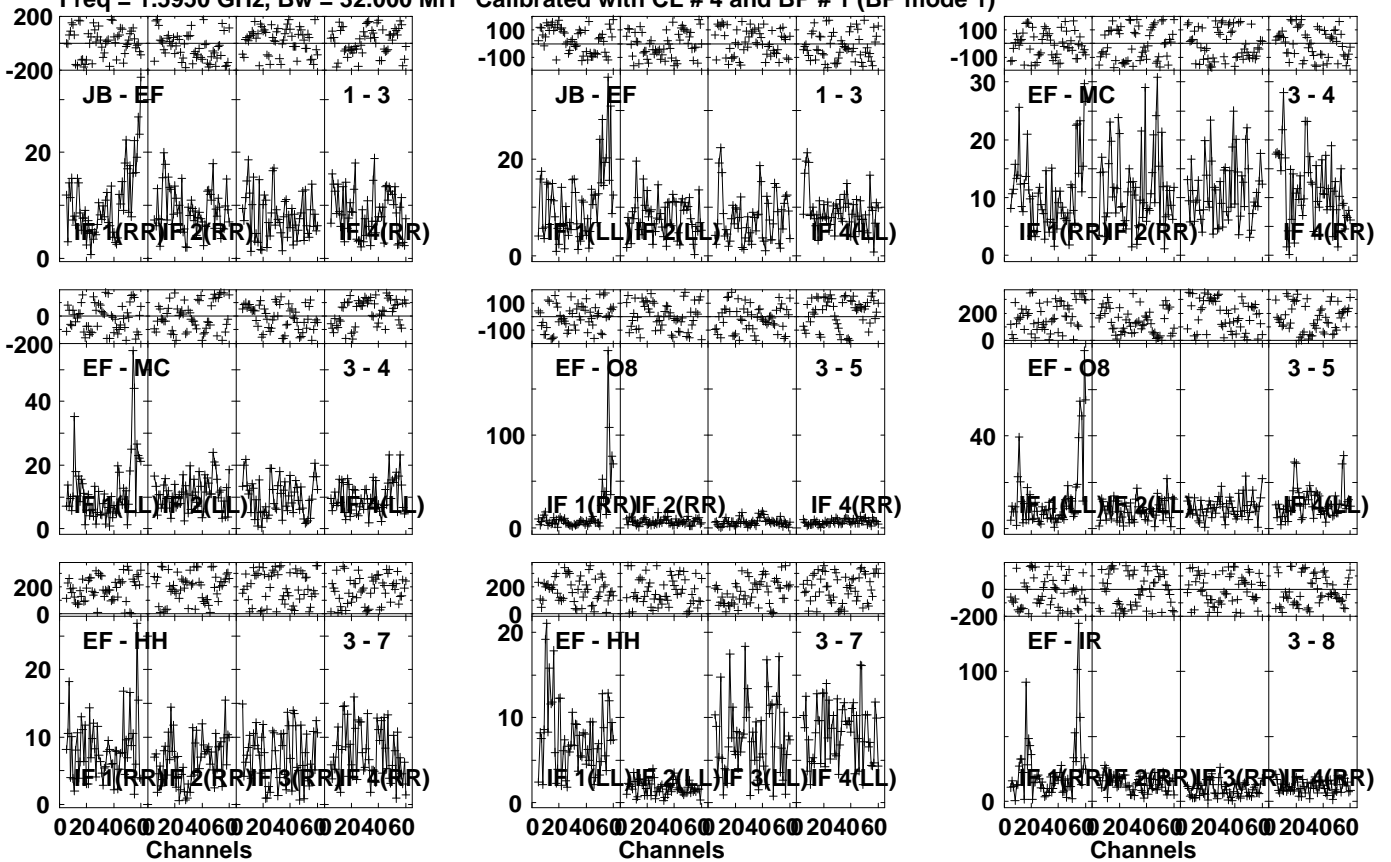 Freq = 1.5950 GHz, Bw = 32.000 MH Calibrated with CL # 4 and BP # 1 (BP mode 1)
200
-200
100
-100
100
-100
JB - EF 1 - 3
20
0
IF 1(RR) IF 2(RR) IF 4(RR)
JB - EF 1 - 3
20
0
IF 1(LL) IF 2(LL) IF 4(LL)
EF - MC 3 - 4
30
20
10
0
IF 1(RR) IF 2(RR) IF 4(RR)
0
-200
100
-100
200
0
EF - MC 3 - 4
40
20
0
IF 1(LL) IF 2(LL) IF 4(LL)
EF - O8 3 - 5
100
0
IF 1(RR) IF 2(RR) IF 4(RR)
EF - O8 3 - 5
40
0
IF 1(LL) IF 2(LL) IF 4(LL)
200
0
200
0
0
-200
EF - HH 3 - 7
20
10
0
IF 1(RR) IF 2(RR) IF 3(RR) IF 4(RR)
EF - HH 3 - 7
20
10
0
IF 1(LL) IF 2(LL) IF 3(LL) IF 4(LL)
EF - IR 3 - 8
100
0
IF 1(RR) IF 2(RR) IF 3(RR) IF 4(RR)
0 20 40 60 0 20 40 60 0 20 40 60 0 20 40 60
0 20 40 60 0 20 40 60 0 20 40 60 0 20 40 60
0 20 40 60 0 20 40 60 0 20 40 60 0 20 40 60
Channels
Channels
Channels